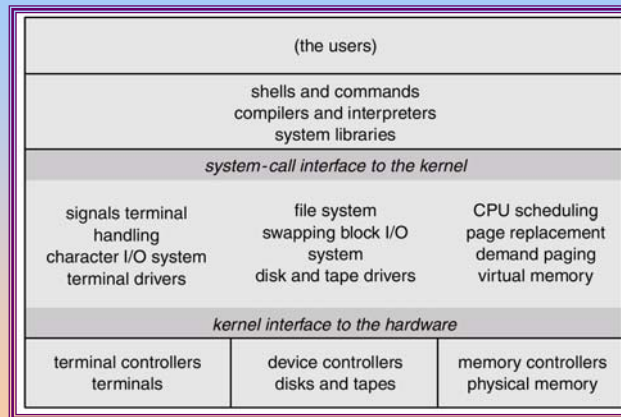 (the users)
shells and commands
compilers and interpreters
system libraries
system-call interface to the kernel
signals terminal
handling
character I/O system
terminal drivers
file system
swapping block I/O
system
disk and tape drivers
CPU scheduling
page replacement
demand paging
virtual memory
kernel interface to the hardware
terminal controllers
terminals
device controllers
disks and tapes
memory controllers
physical memory